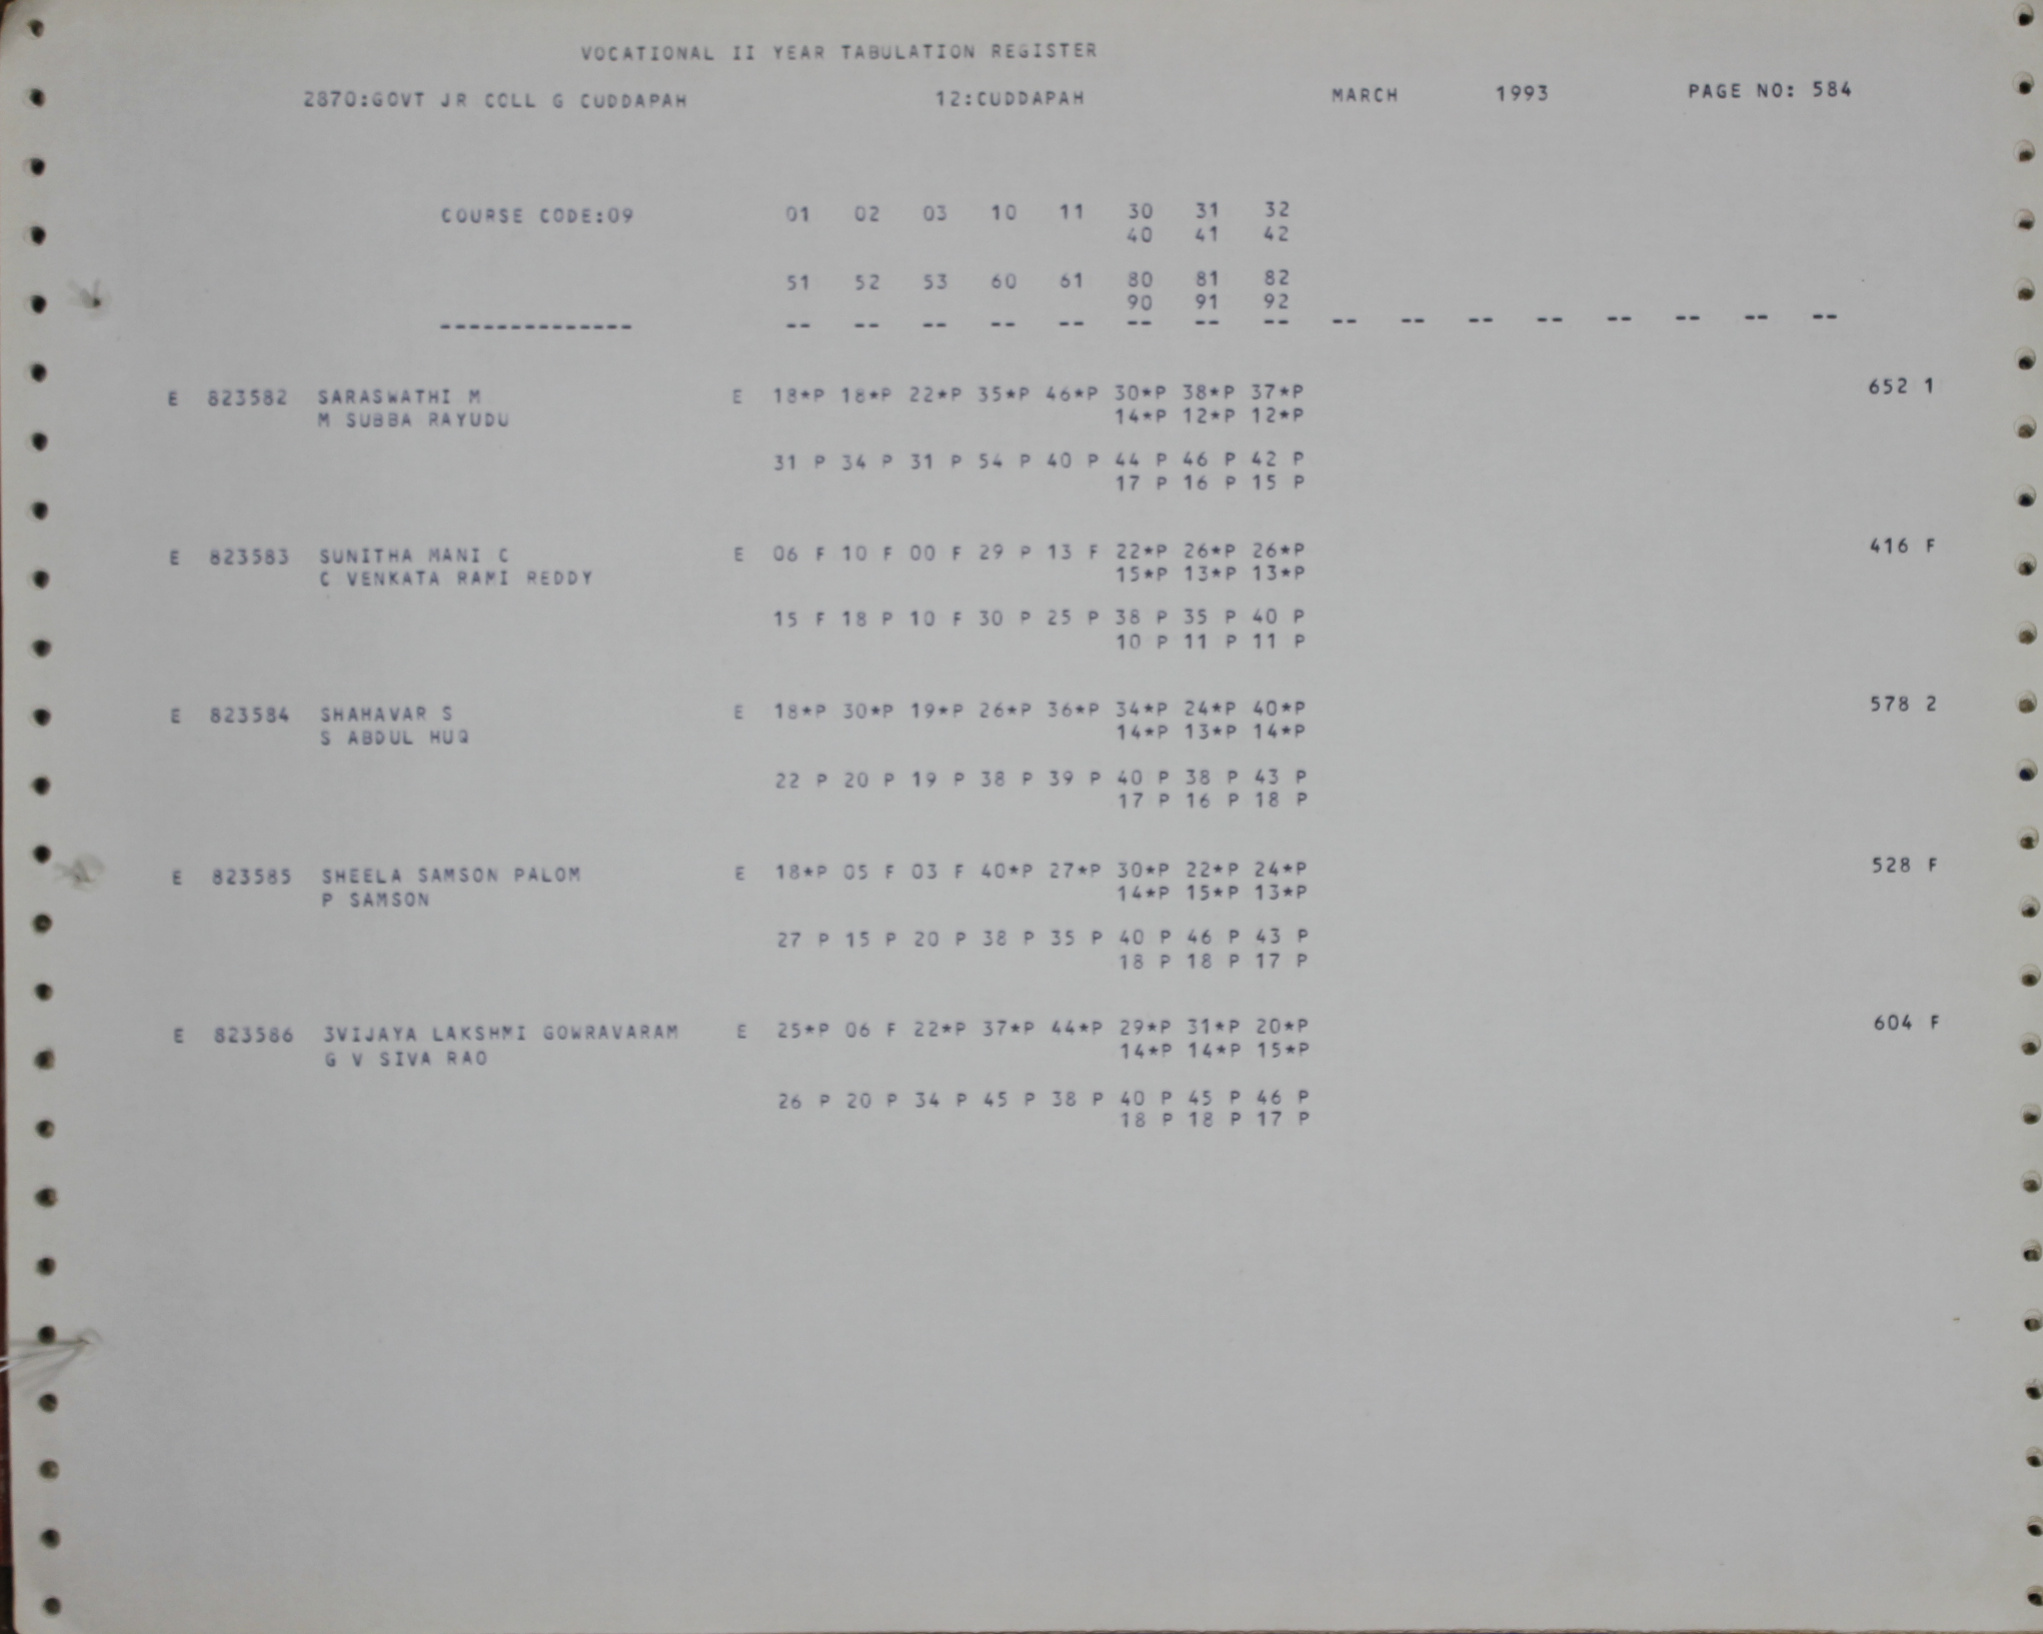 VOCATIONAL II YEAR TABULATION REGISTER
2870:GOVT JR COLL G CUDDAPAH 12:CUDDAPAH MARCH 1993 PAGE NO: 584
COURSE CODE:09 01 02 03 10 11 30 31 32
40 41 42
51 52 53 60 61 80 81 82
90 91 92
-------------- -- -- -- -- -- -- -- -- -- -- -- -- -- -- -- --
E 823582 SARASWATHI M E 18*P 18*P 22*P 35*P 46*P 30*P 38*P 37*P 652 1
M SUBBA RAYUDU 14*P 12*P 12*P
31 P 34 P 31 P 54 P 40 P 44 P 46 P 42 P
17 P 16 P 15 P
E 823583 SUNITHA MANI C E 06 F 10 F 00 F 29 P 13 F 22*P 26*P 26*P 416 F
C VENKATA RAMI REDDY 15*P 13*P 13*P
15 F 18 P 10 F 30 P 25 P 38 P 35 P 40 P
10 P 11 P 11 P
E 823584 SHAHAVAR S E 18*P 30*P 19*P 26*P 36*P 34*P 24*P 40*P 578 2
S ABDUL HUQ 14*P 13*P 14*P
22 P 20 P 19 P 38 P 39 P 40 P 38 P 43 P
17 P 16 P 18 P
E 823585 SHEELA SAMSON PALOM E 18*P 05 F 03 F 40*P 27*P 30*P 22*P 24*P 528 F
P SAMSON 14*P 15*P 13*P
27 P 15 P 20 P 38 P 35 P 40 P 46 P 43 P
18 P 18 P 17 P
E 823586 3VIJAYA LAKSHMI GOWRAVARAM E 25*P 06 F 22*P 37*P 44*P 29*P 31*P 20*P 604 F
G V SIVA RAO 14*P 14*P 15*P
26 P 20 P 34 P 45 P 38 P 40 P 45 P 46 P
18 P 18 P 17 P